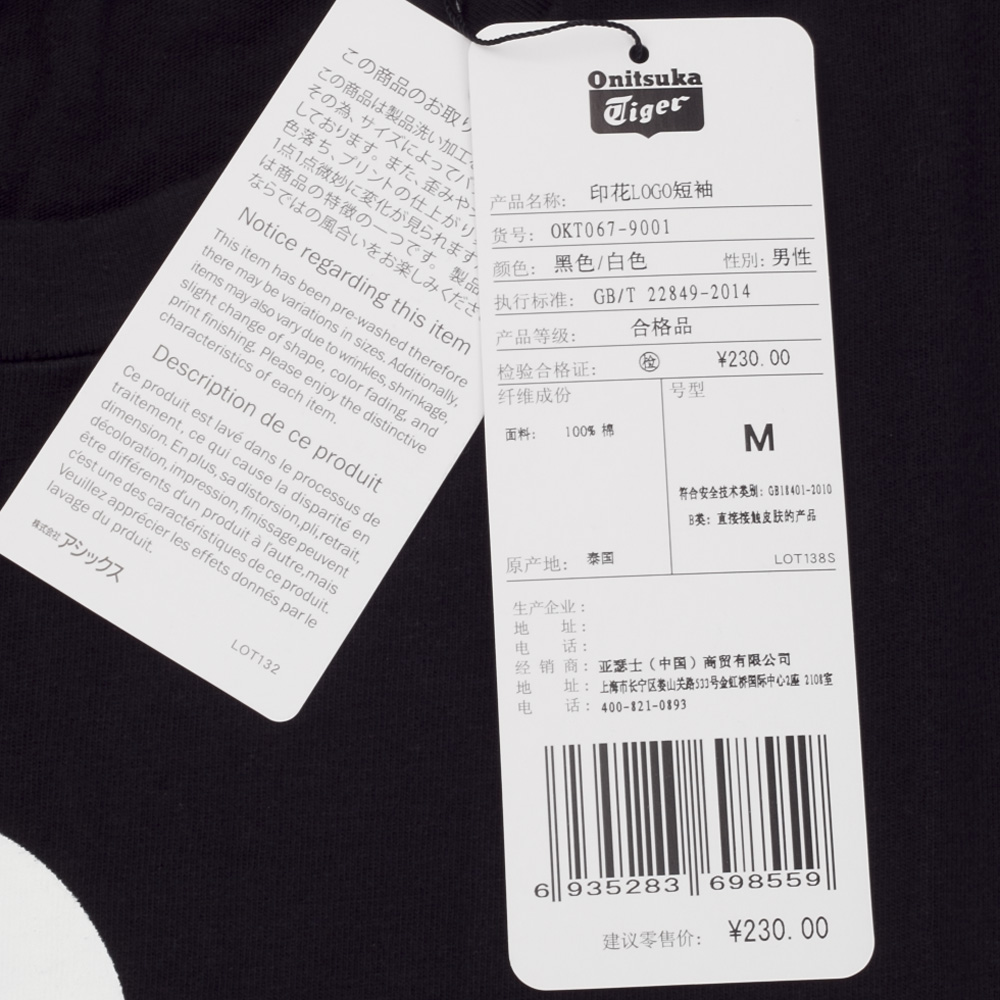 この商品のお取り
この商品は製品洗い加工を
その為、サイズによってバ
しております。また、歪みや
色落ち、プリントの仕上がり
1点1点微妙に変化が見られます
は商品の特徴の一つです。製品
ならではの風合いをお楽しみくださ
Notice regarding this item
This item has been pre-washed therefore
there may be variations in sizes. Additionally,
items may also vary due to wrinkles, shrinkage,
slight change of shape, color fading, and
print finishing. Please enjoy the distinctive
characteristics of each item.
Description de ce produit
Ce produit est lavé dans le processus de
traitement, ce qui cause la disparité en
dimension. En plus, sa distorsion, pli, retrait,
décoloration, impression, finissage peuvent
être différents d'un produit à l'autre, mais
c'est une des caractéristiques de ce produit.
Veuillez apprécier les effets donnés par le
lavage du prduit.
株式会社アシックス
LOT132
Onitsuka
Tiger
产品名称: 印花LOGO短袖
货号: OKT067-9001
颜色: 黑色/白色 性別: 男性
执行标准: GB/T 22849-2014
产品等级: 合格品
检验合格证: 检 ¥230.00
纤维成份 号型
面料: 100% 棉
M
符合安全技术类别: GB18401-2010
B类: 直接接触皮肤的产品
原产地: 泰国 LOT138S
生产企业:
地 址:
电 话:
经 销 商: 亚瑟士(中国)商贸有限公司
地 址: 上海市长宁区娄山关路533号金虹桥国际中心2座 2108室
电 话: 400-821-0893
6 935283 698559
建议零售价: ¥230.00